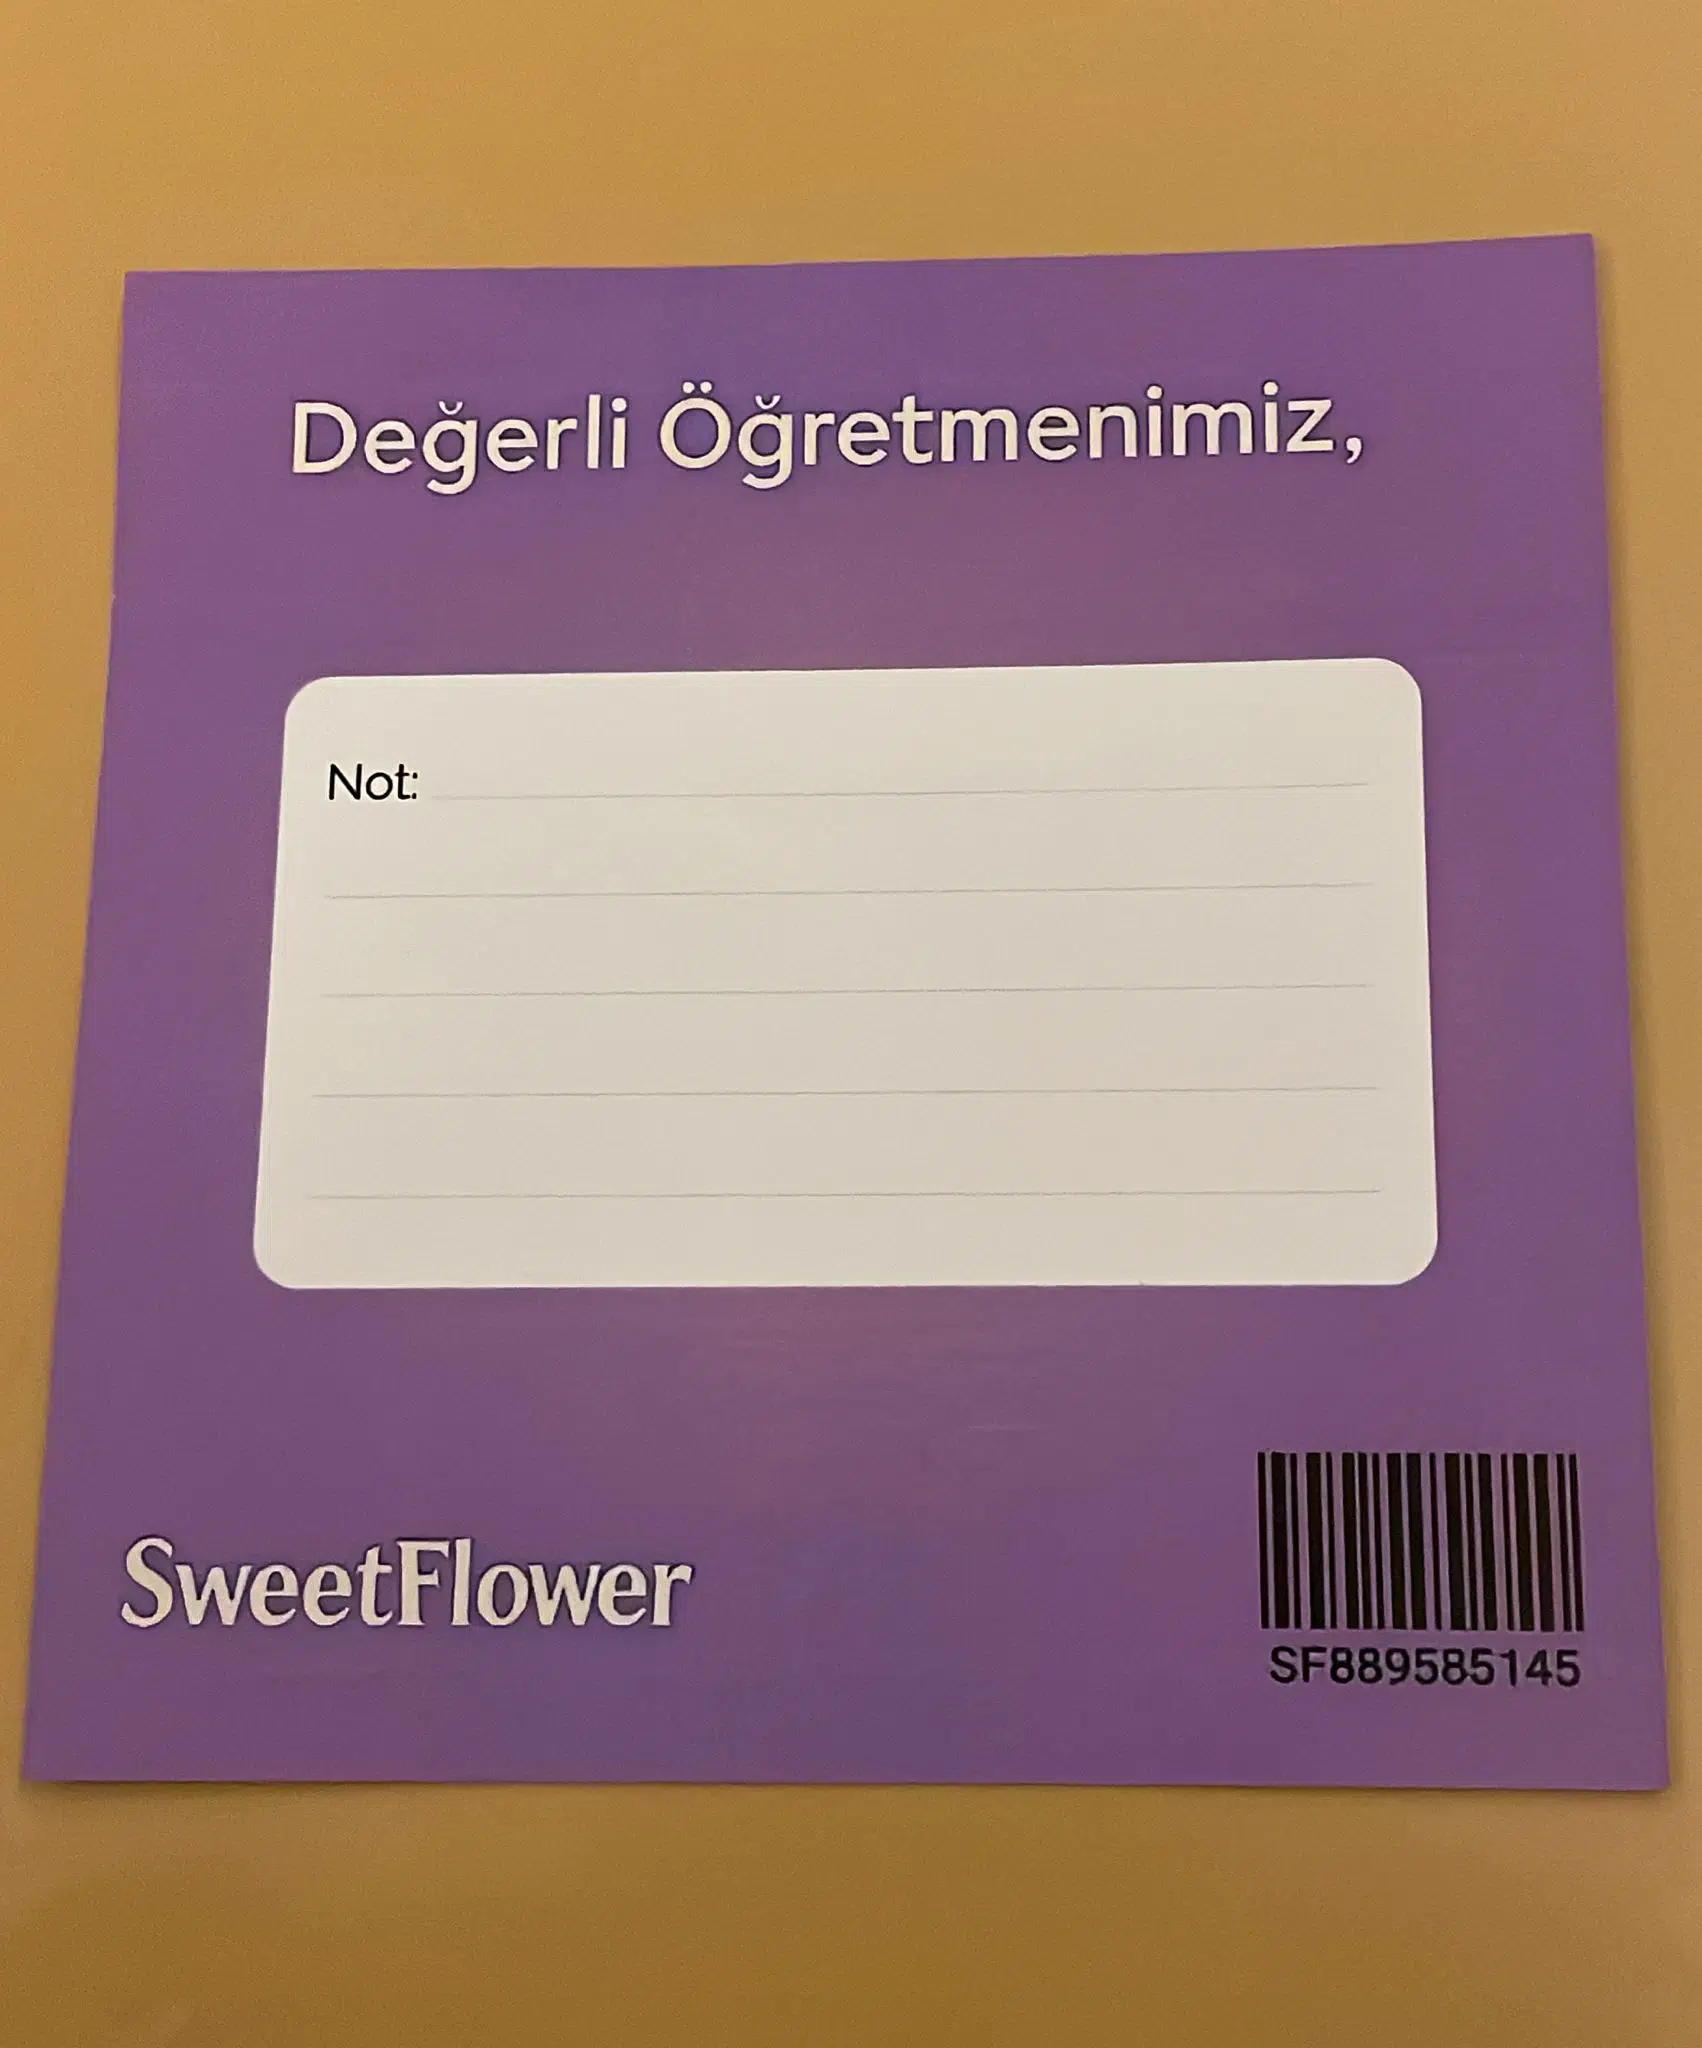 Değerli Öğretmenimiz,
Not:
SweetFlower
SF889585145